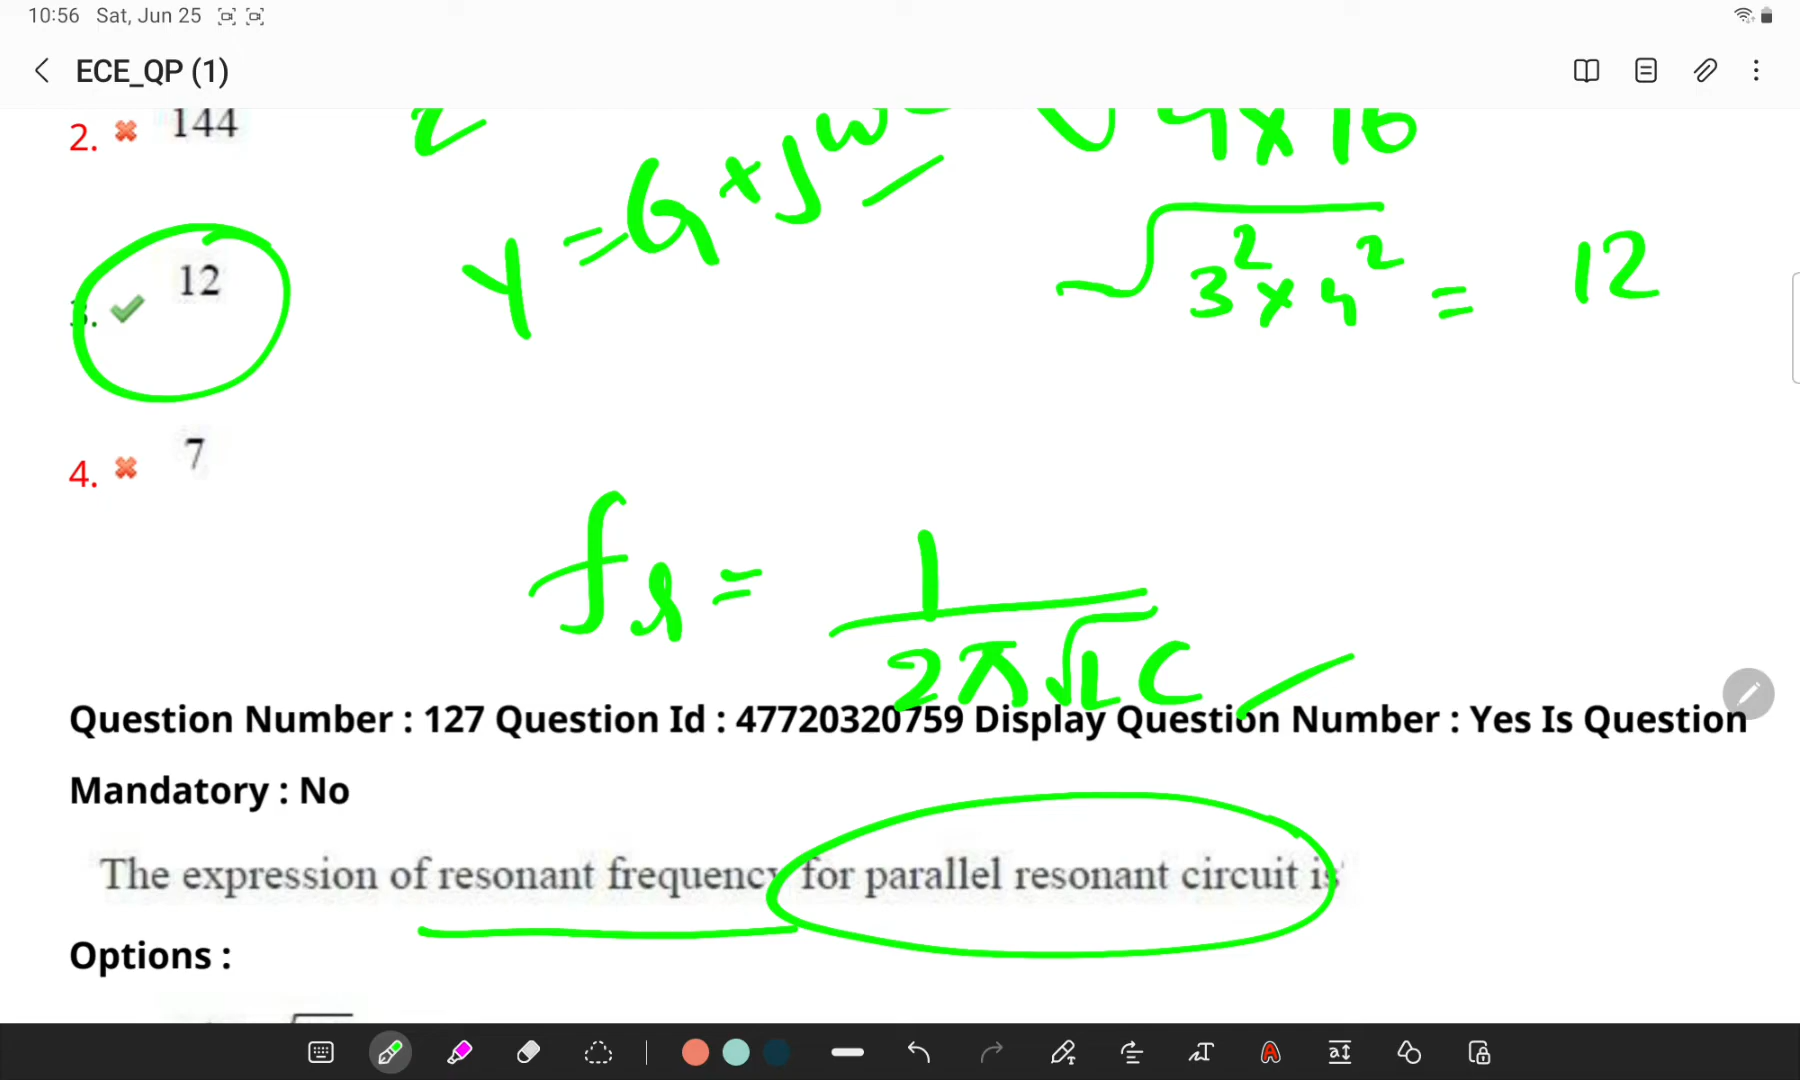 10:56 Sat, Jun 25
ECE_QP (1)
2. 144
y = G + jw
√3² x 4² = 12
3. 12
4. 7
fr = 1 / 2π√LC
Question Number : 127 Question Id : 47720320759 Display Question Number : Yes Is Question
Mandatory : No
The expression of resonant frequency for parallel resonant circuit is
Options :